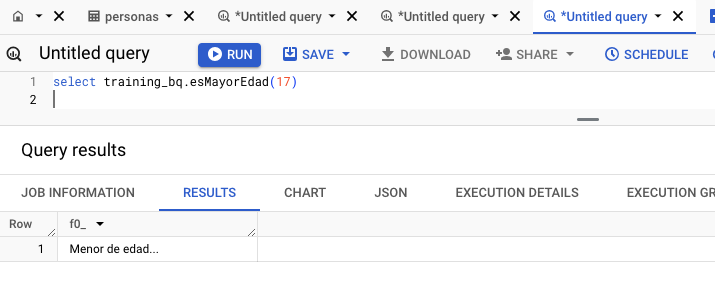 personas *Untitled query *Untitled query *Untitled query
Untitled query RUN SAVE DOWNLOAD SHARE SCHEDULE
1 select training_bq.esMayorEdad(17)
2
Query results
JOB INFORMATION RESULTS CHART JSON EXECUTION DETAILS EXECUTION GR
Row f0_
1 Menor de edad...